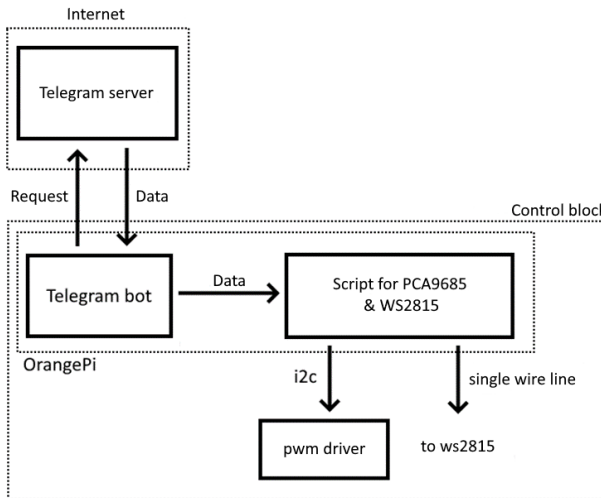 Internet
Telegram server
Request
Data
Control block
Telegram bot
Data
Script for PCA9685
& WS2815
OrangePi
i2c
single wire line
pwm driver
to ws2815